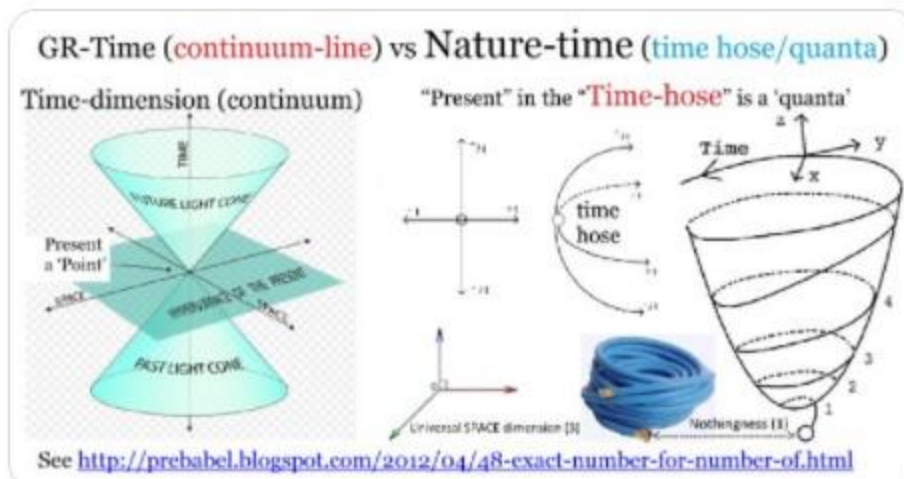 GR-Time (continuum-line) vs Nature-time (time hose/quanta)
Time-dimension (continuum)
"Present" in the "Time-hose" is a 'quanta'
TIME
FUTURE LIGHT CONE
Present
a 'Point'
SPACE
SPACE
HYPERSURFACE OF THE PRESENT
PAST LIGHT CONE
time
hose
Universal SPACE dimension (3)
Time
z
y
x
4
3
2
1
Nothingness (1)
See http://prebabel.blogspot.com/2012/04/48-exact-number-for-number-of.html